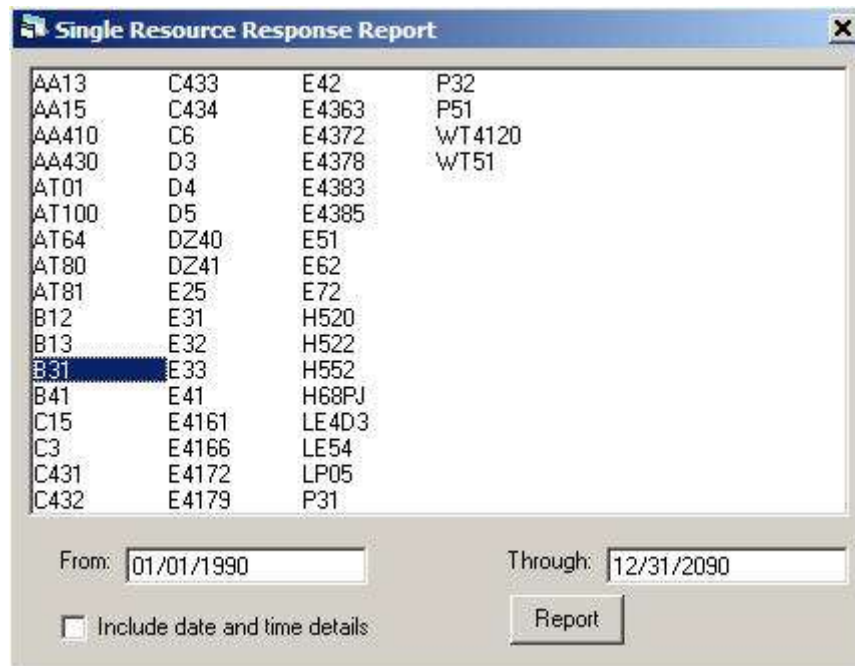 Single Resource Response Report
AA13 C433 E42 P32
AA15 C434 E4363 P51
AA410 C6 E4372 WT4120
AA430 D3 E4378 WT51
AT01 D4 E4383
AT100 D5 E4385
AT64 DZ40 E51
AT80 DZ41 E62
AT81 E25 E72
B12 E31 H520
B13 E32 H522
B31 E33 H552
B41 E41 H68PJ
C15 E4161 LE4D3
C3 E4166 LE54
C431 E4172 LP05
C432 E4179 P31
From: 01/01/1990 Through: 12/31/2090
Include date and time details Report